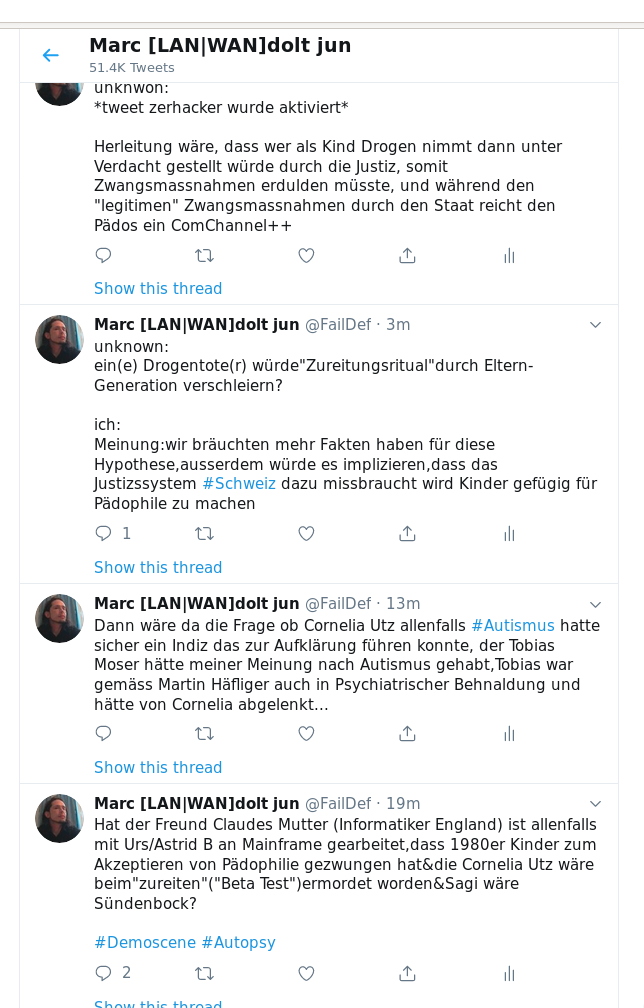 Marc [LAN|WAN]dolt jun
51.4K Tweets
unknwon:
*tweet zerhacker wurde aktiviert*
Herleitung wäre, dass wer als Kind Drogen nimmt dann unter
Verdacht gestellt würde durch die Justiz, somit
Zwangsmassnahmen erdulden müsste, und während den
"legitimen" Zwangsmassnahmen durch den Staat reicht den
Pädos ein ComChannel++
Show this thread
Marc [LAN|WAN]dolt jun @FailDef · 3m
unknown:
ein(e) Drogentote(r) würde"Zureitungsritual"durch Eltern-
Generation verschleiern?
ich:
Meinung:wir bräuchten mehr Fakten haben für diese
Hypothese,ausserdem würde es implizieren,dass das
Justizssystem #Schweiz dazu missbraucht wird Kinder gefügig für
Pädophile zu machen
1
Show this thread
Marc [LAN|WAN]dolt jun @FailDef · 13m
Dann wäre da die Frage ob Cornelia Utz allenfalls #Autismus hatte
sicher ein Indiz das zur Aufklärung führen konnte, der Tobias
Moser hätte meiner Meinung nach Autismus gehabt,Tobias war
gemäss Martin Häfliger auch in Psychiatrischer Behnaldung und
hätte von Cornelia abgelenkt...
Show this thread
Marc [LAN|WAN]dolt jun @FailDef · 19m
Hat der Freund Claudes Mutter (Informatiker England) ist allenfalls
mit Urs/Astrid B an Mainframe gearbeitet,dass 1980er Kinder zum
Akzeptieren von Pädophilie gezwungen hat&die Cornelia Utz wäre
beim"zureiten"("Beta Test")ermordet worden&Sagi wäre
Sündenbock?
#Demoscene #Autopsy
2
Show this thread